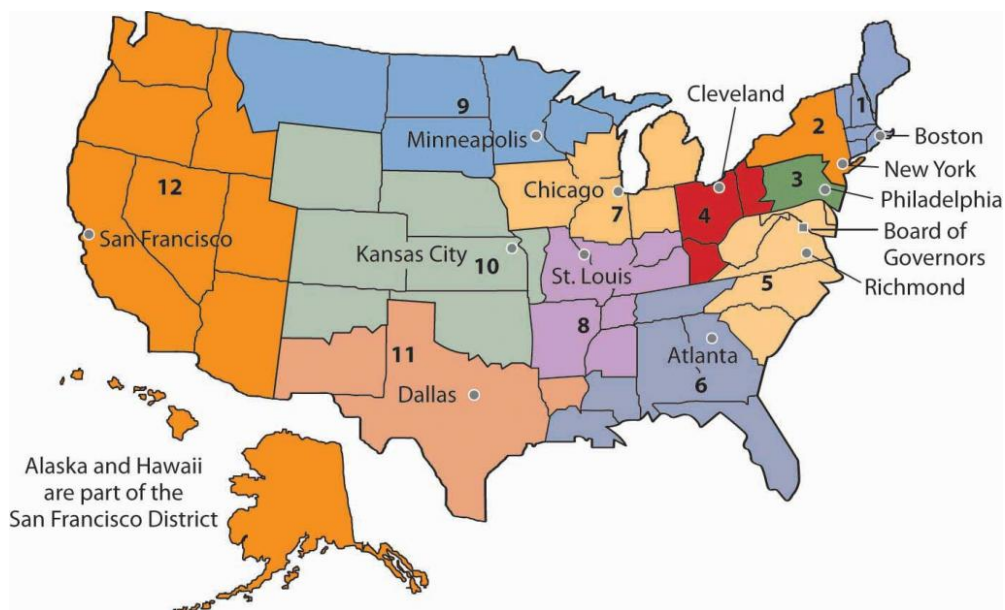 Cleveland
9
1
2
Minneapolis
Boston
New York
12
Chicago
3
7
4
Philadelphia
San Francisco
Kansas City
10
St. Louis
Board of
Governors
5
Richmond
8
11
Atlanta
Dallas
6
Alaska and Hawaii
are part of the
San Francisco District